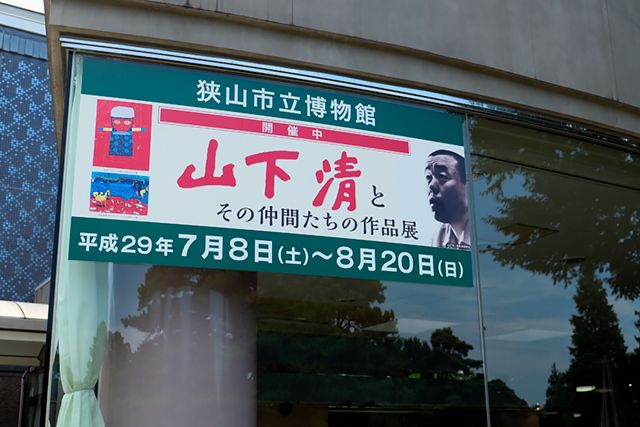 狭山市立博物館
開催中
山下清と
その仲間たちの作品展
平成29年7月8日(土)～8月20日(日)